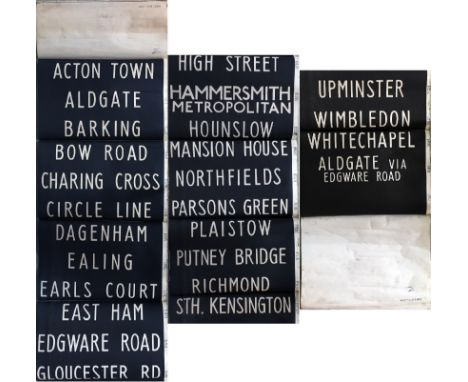 ACTON TOWN
ALDGATE
BARKING
BOW ROAD
CHARING CROSS
CIRCLE LINE
DAGENHAM
EALING
EARLS COURT
EAST HAM
EDGWARE ROAD
GLOUCESTER RD
HIGH STREET
HAMMERSMITH
METROPOLITAN
HOUNSLOW
MANSION HOUSE
NORTHFIELDS
PARSONS GREEN
PLAISTOW
PUTNEY BRIDGE
RICHMOND
STH. KENSINGTON
UPMINSTER
WIMBLEDON
WHITECHAPEL
ALDGATE VIA
EDGWARE ROAD